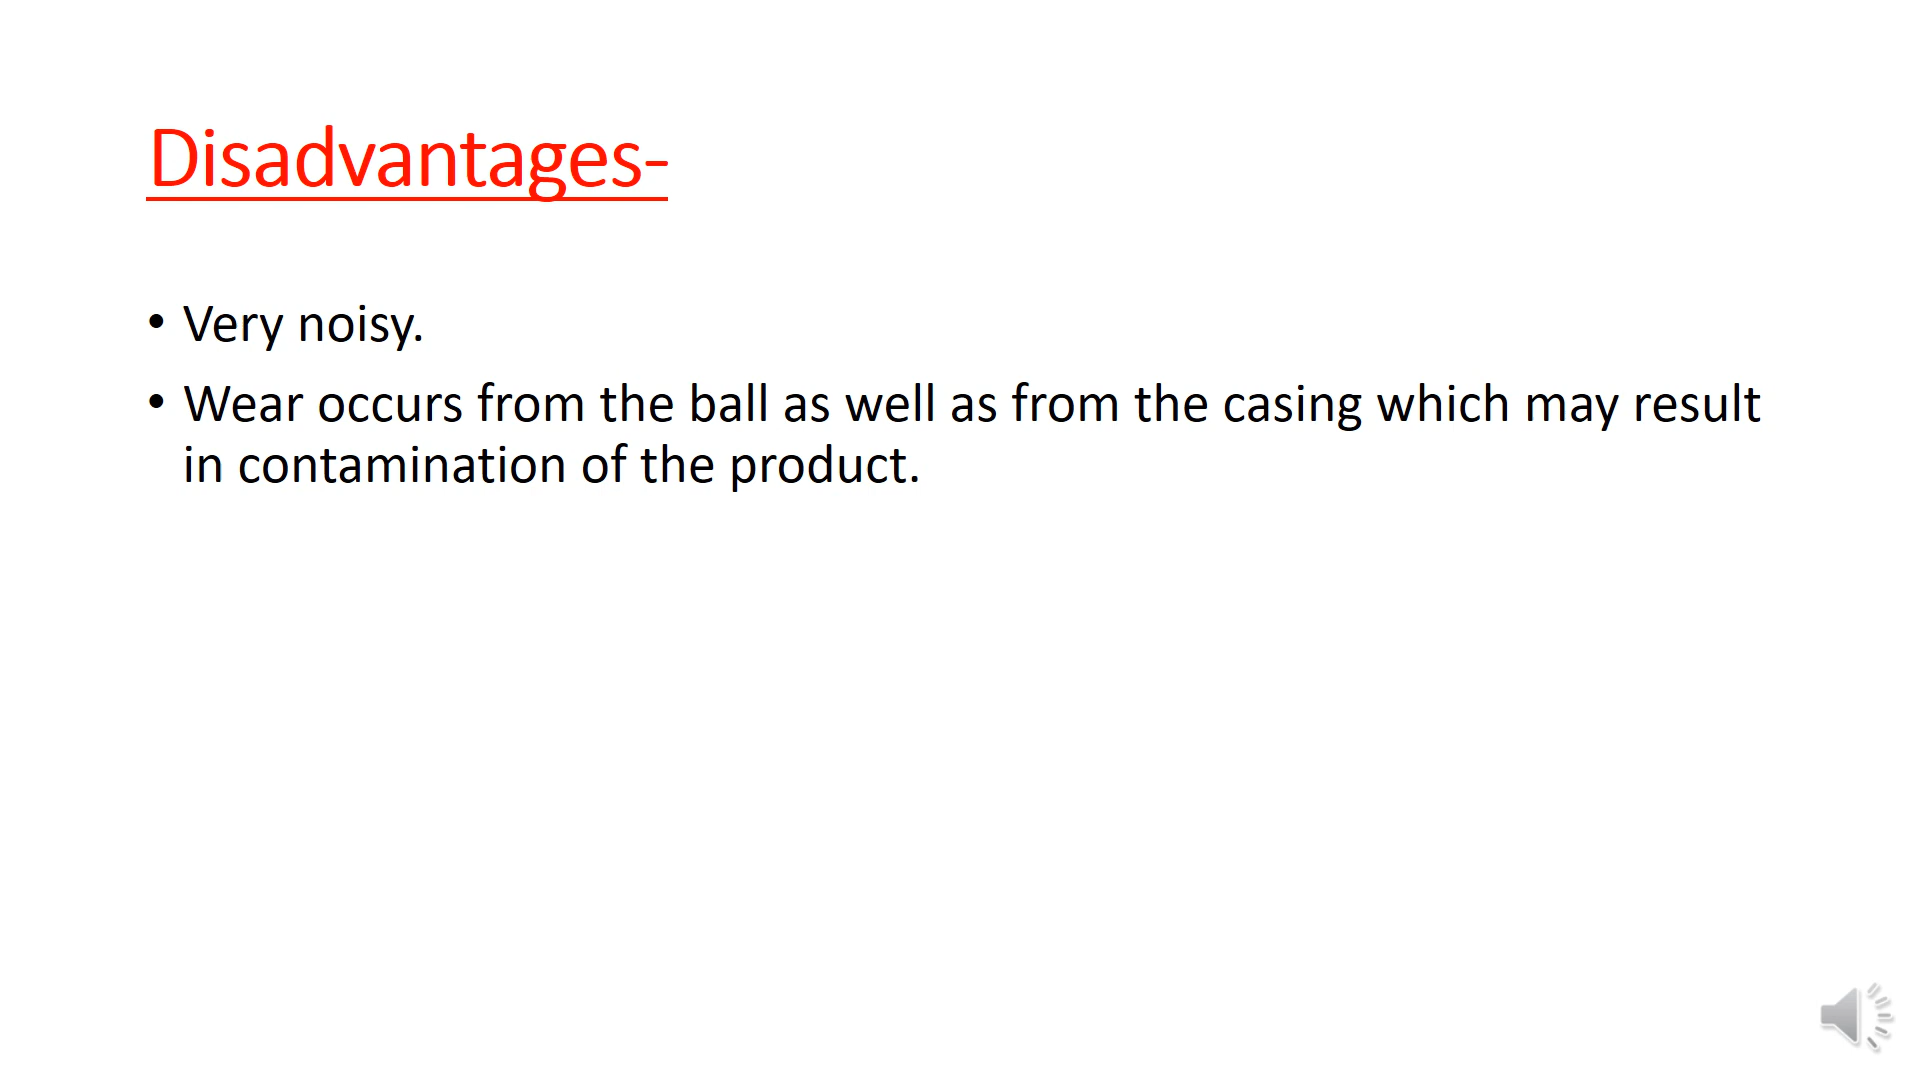 Disadvantages-
• Very noisy.
• Wear occurs from the ball as well as from the casing which may result
in contamination of the product.